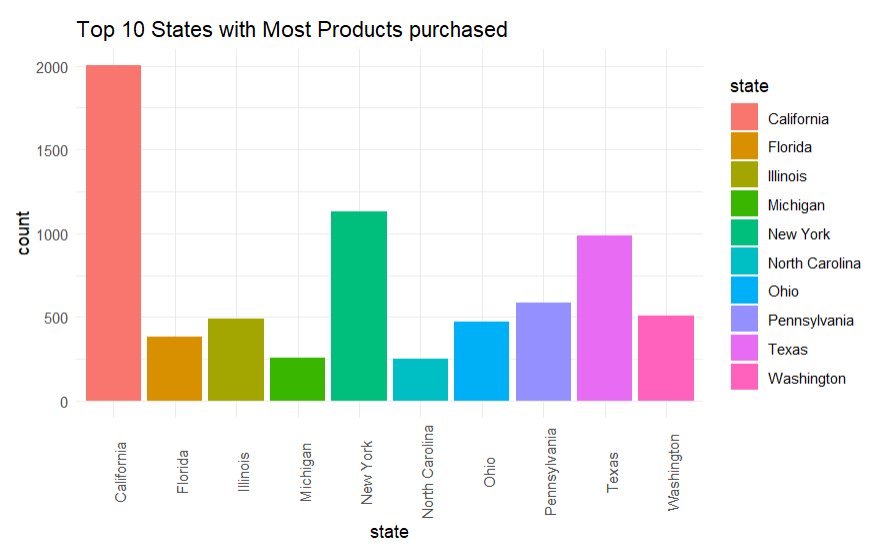 Top 10 States with Most Products purchased
2000
1500
1000
500
0
count
California
Florida
Illinois
Michigan
New York
North Carolina
Ohio
Pennsylvania
Texas
Washington
state
state
California
Florida
Illinois
Michigan
New York
North Carolina
Ohio
Pennsylvania
Texas
Washington